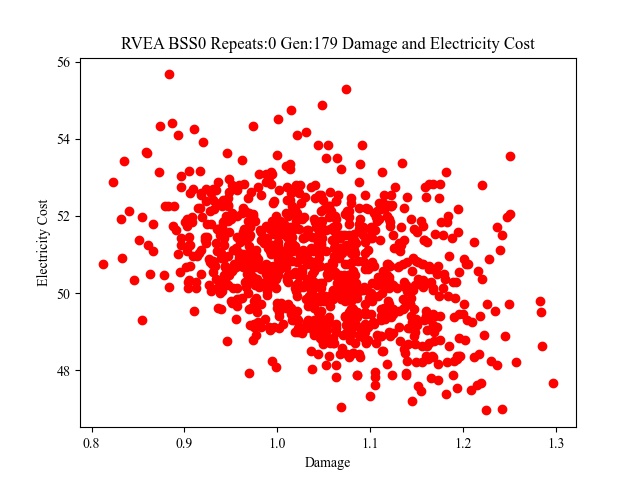 RVEA BSS0 Repeats:0 Gen:179 Damage and Electricity Cost
56
54
52
50
48
Electricity Cost
0.8 0.9 1.0 1.1 1.2 1.3
Damage